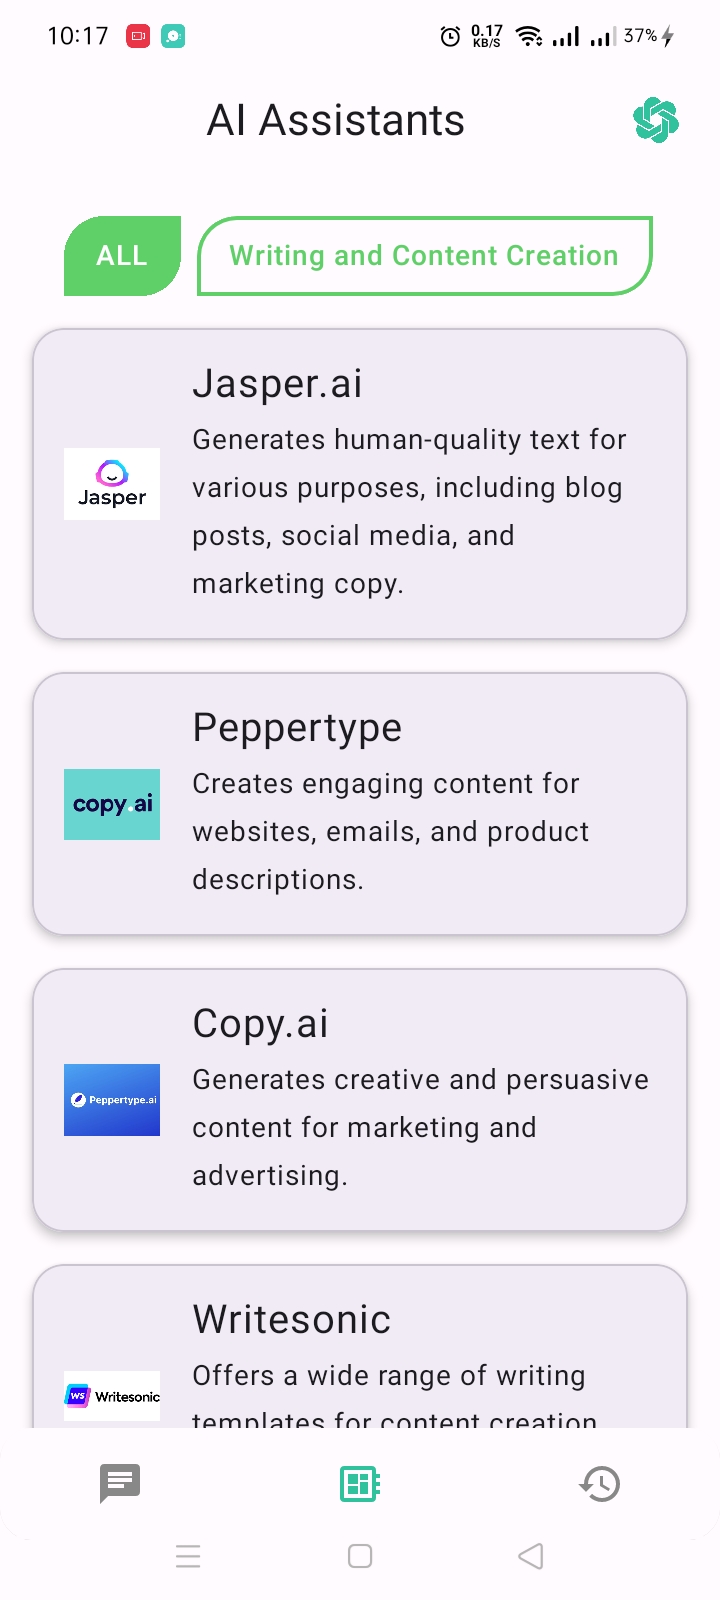 10:17
0.17
KB/S
37%
AI Assistants
ALL
Writing and Content Creation
Jasper.ai
Generates human-quality text for
various purposes, including blog
posts, social media, and
marketing copy.
Jasper
Peppertype
Creates engaging content for
websites, emails, and product
descriptions.
copy.ai
Copy.ai
Generates creative and persuasive
content for marketing and
advertising.
Peppertype.ai
Writesonic
Offers a wide range of writing
templates for content creation
WS Writesonic